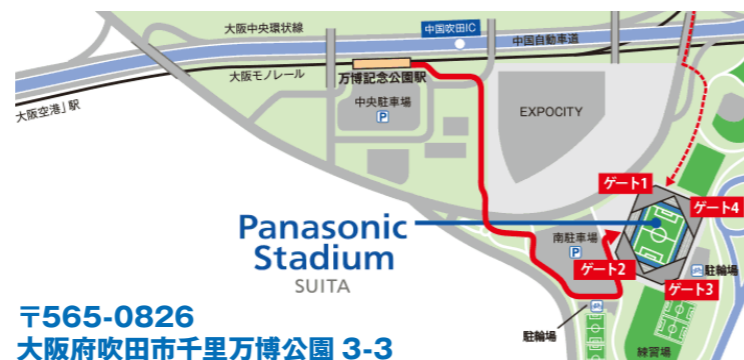 大阪中央環状線
中国吹田IC
中国自動車道
大阪モノレール
万博記念公園駅
大阪空港」駅
中央駐車場
P
EXPOCITY
ゲート1
ゲート4
Panasonic
Stadium
SUITA
南駐車場
P
ゲート2
駐輪場
ゲート3
駐輪場
練習場
〒565-0826
大阪府吹田市千里万博公園 3-3